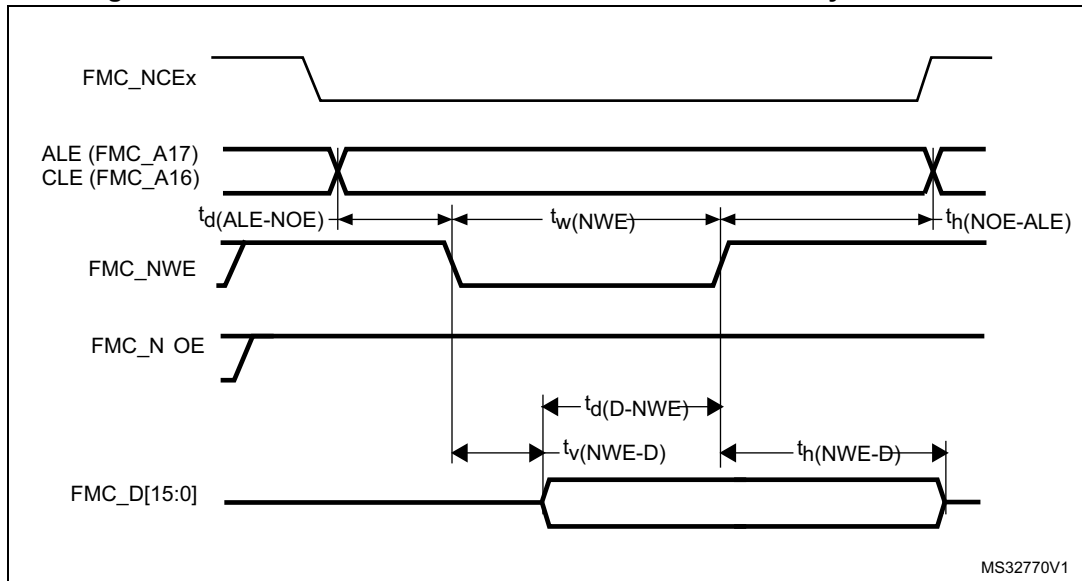 FMC_NCEx
ALE (FMC_A17)
CLE (FMC_A16)
td(ALE-NOE)
tw(NWE)
th(NOE-ALE)
FMC_NWE
FMC_N OE
td(D-NWE)
tv(NWE-D)
th(NWE-D)
FMC_D[15:0]
MS32770V1